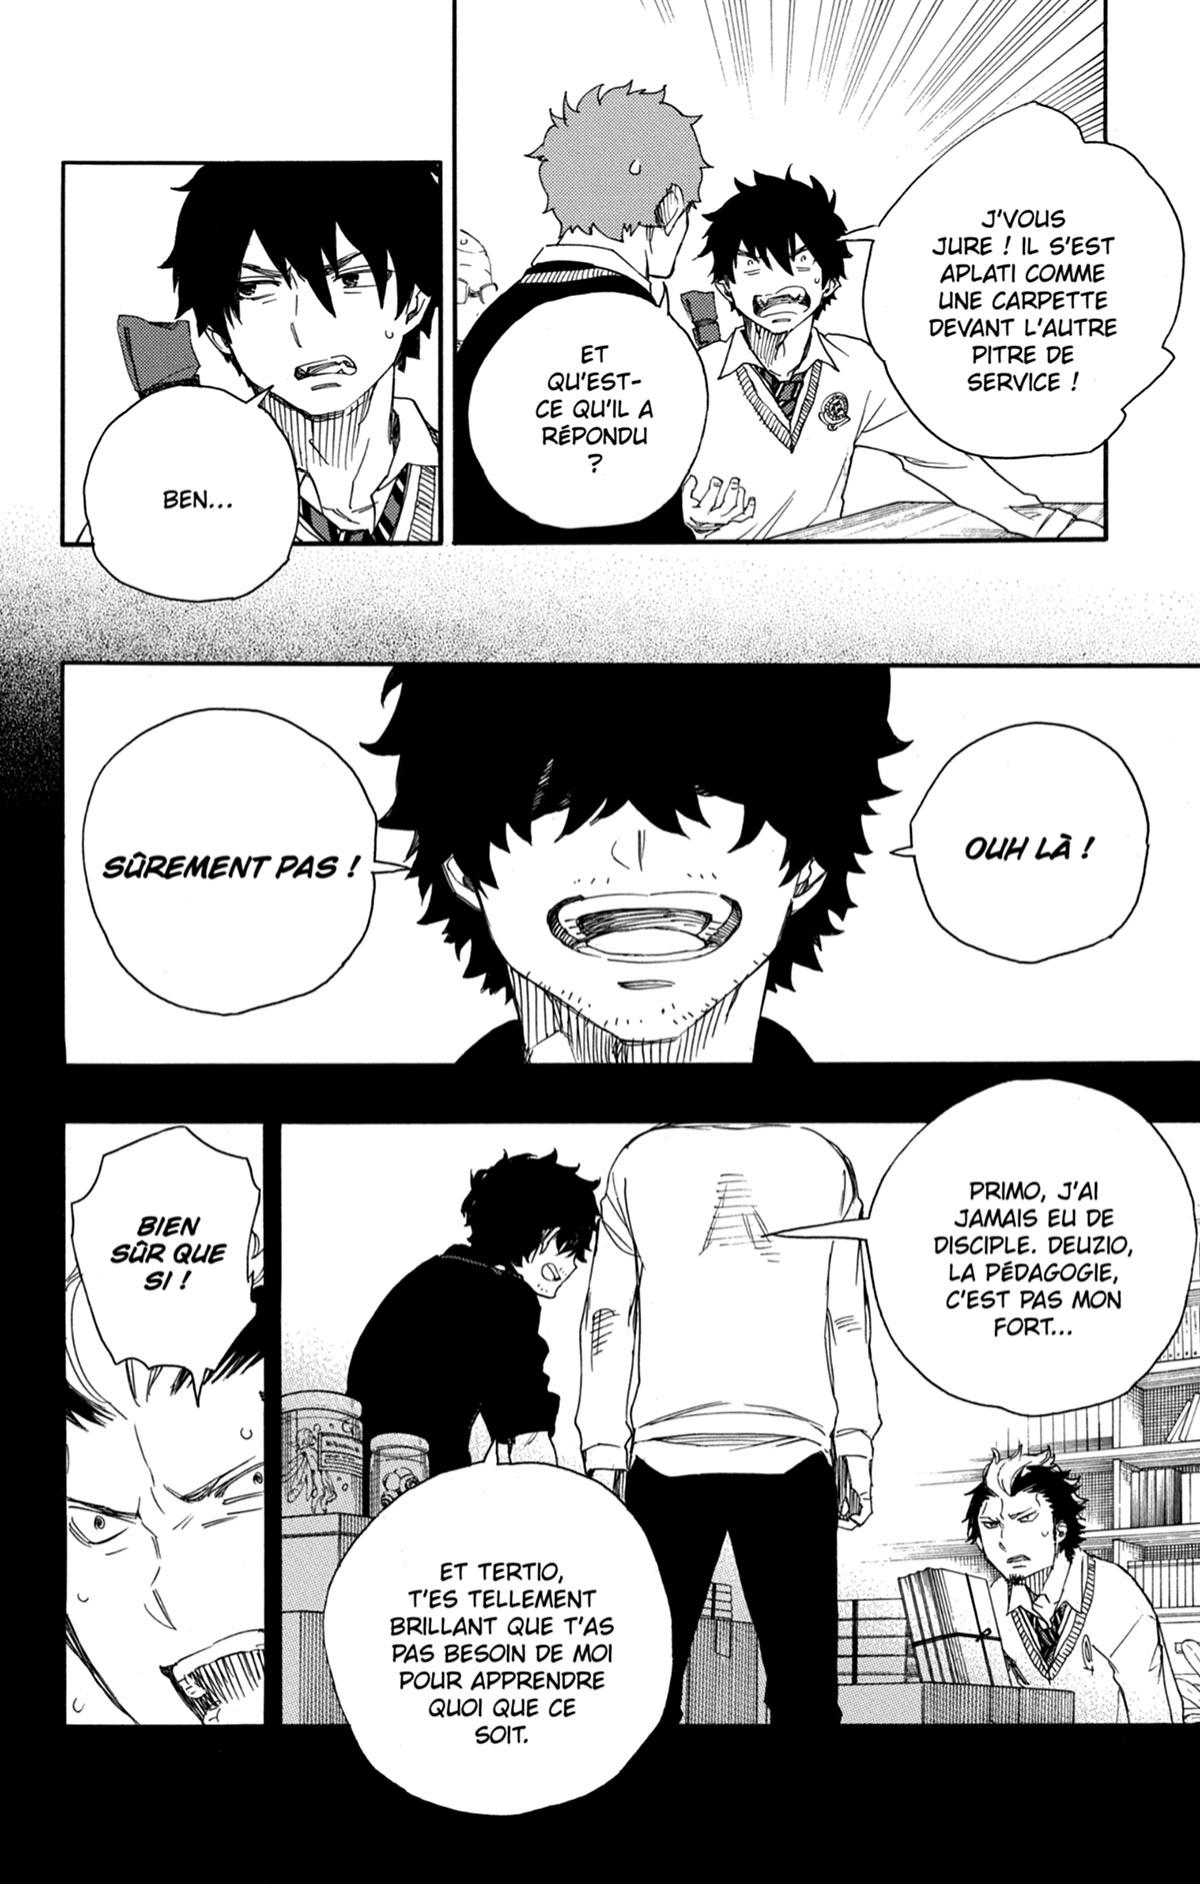 J'VOUS
JURE ! IL S'EST
APLATI COMME
UNE CARPETTE
DEVANT L'AUTRE
PITRE DE
SERVICE !
ET
QU'EST-
CE QU'IL A
RÉPONDU
?
BEN...
OUH LÀ !
SÛREMENT PAS !
PRIMO, J'AI
JAMAIS EU DE
DISCIPLE. DEUZIO,
LA PÉDAGOGIE,
C'EST PAS MON
FORT...
ET TERTIO,
T'ES TELLEMENT
BRILLANT QUE T'AS
PAS BESOIN DE MOI
POUR APPRENDRE
QUOI QUE CE
SOIT.
BIEN
SÛR QUE
SI !